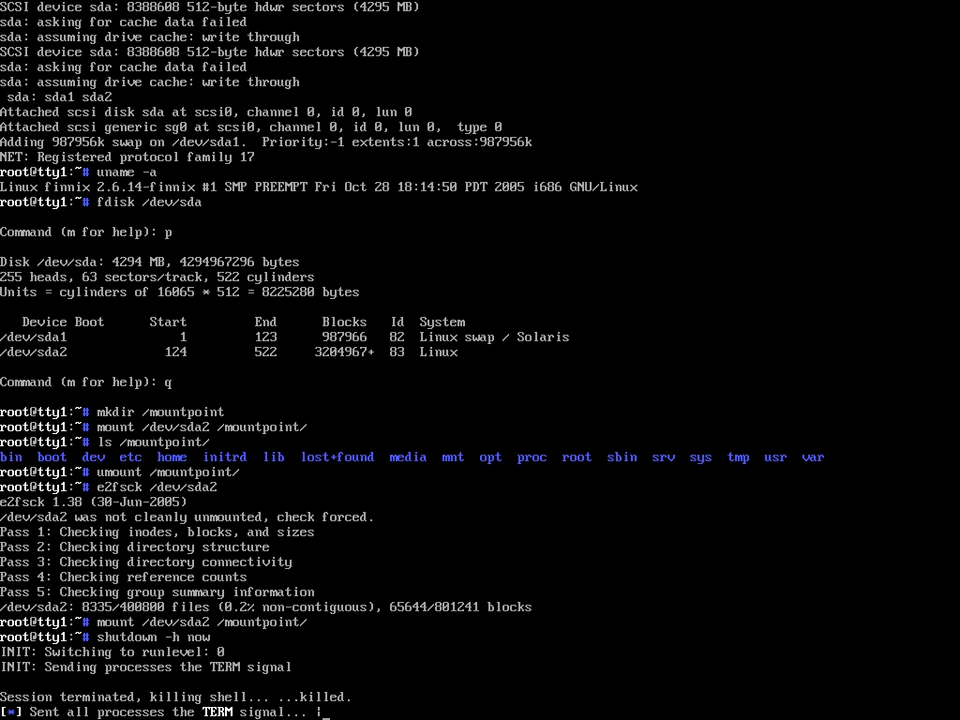 SCSI device sda: 8388608 512-byte hdwr sectors (4295 MB)
sda: asking for cache data failed
sda: assuming drive cache: write through
SCSI device sda: 8388608 512-byte hdwr sectors (4295 MB)
sda: asking for cache data failed
sda: assuming drive cache: write through
 sda: sda1 sda2
Attached scsi disk sda at scsi0, channel 0, id 0, lun 0
Attached scsi generic sg0 at scsi0, channel 0, id 0, lun 0,  type 0
Adding 987956k swap on /dev/sda1.  Priority:-1 extents:1 across:987956k
NET: Registered protocol family 17
root@tty1:~# uname -a
Linux finnix 2.6.14-finnix #1 SMP PREEMPT Fri Oct 28 18:14:50 PDT 2005 i686 GNU/Linux
root@tty1:~# fdisk /dev/sda
Command (m for help): p
Disk /dev/sda: 4294 MB, 4294967296 bytes
255 heads, 63 sectors/track, 522 cylinders
Units = cylinders of 16065 * 512 = 8225280 bytes
   Device Boot      Start         End      Blocks   Id  System
/dev/sda1               1         123      987966   82  Linux swap / Solaris
/dev/sda2             124         522     3204967+  83  Linux
Command (m for help): q
root@tty1:~# mkdir /mountpoint
root@tty1:~# mount /dev/sda2 /mountpoint/
root@tty1:~# ls /mountpoint/
bin  boot  dev  etc  home  initrd  lib  lost+found  media  mnt  opt  proc  root  sbin  srv  sys  tmp  usr  var
root@tty1:~# umount /mountpoint/
root@tty1:~# e2fsck /dev/sda2
e2fsck 1.38 (30-Jun-2005)
/dev/sda2 was not cleanly unmounted, check forced.
Pass 1: Checking inodes, blocks, and sizes
Pass 2: Checking directory structure
Pass 3: Checking directory connectivity
Pass 4: Checking reference counts
Pass 5: Checking group summary information
/dev/sda2: 8335/400800 files (0.2% non-contiguous), 65644/801241 blocks
root@tty1:~# mount /dev/sda2 /mountpoint/
root@tty1:~# shutdown -h now
INIT: Switching to runlevel: 0
INIT: Sending processes the TERM signal
Session terminated, killing shell... ...killed.
[*] Sent all processes the TERM signal... |_